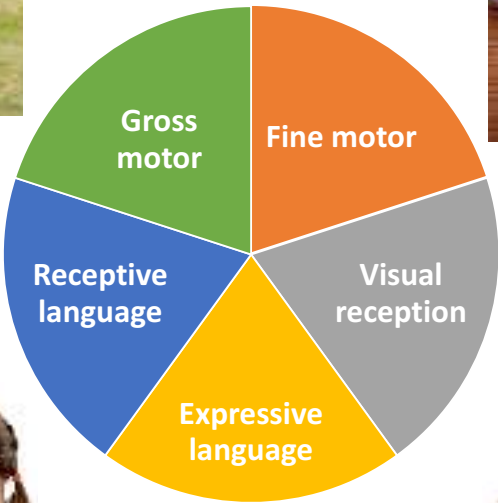 Gross
motor
Fine motor
Receptive
language
Visual
reception
Expressive
language